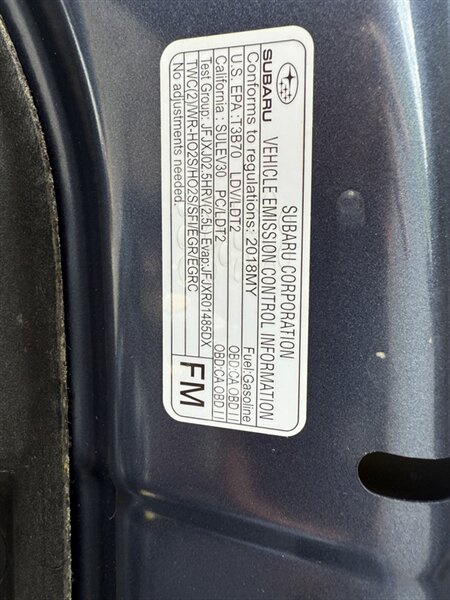 SUBARU
SUBARU CORPORATION
VEHICLE EMISSION CONTROL INFORMATION
Conforms to regulations: 2018MY Fuel:Gasoline
U.S. EPA:T3B70 LDV/LDT2 OBD:CA OBD II
California : SULEV30 PC/LDT2 OBD:CA OBD II
Test Group: JFJXJ02.5HRV(2.5L) Evap:JFJXR01485DX
TWC(2)/WR-HO2S/HO2S/SFI/EGR/EGRC
No adjustments needed.
FM